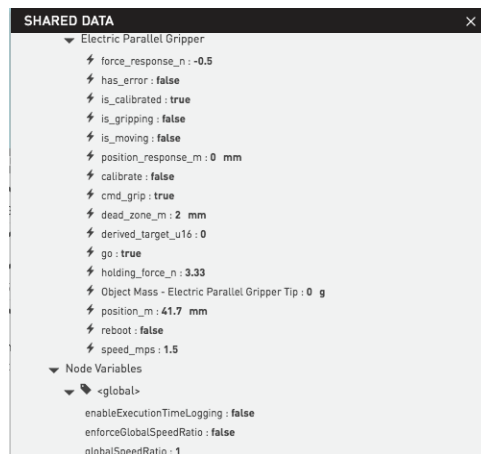 SHARED DATA
Electric Parallel Gripper
force_response_n : -0.5
has_error : false
is_calibrated : true
is_gripping : false
is_moving : false
position_response_m : 0 mm
calibrate : false
cmd_grip : true
dead_zone_m : 2 mm
derived_target_u16 : 0
go : true
holding_force_n : 3.33
Object Mass - Electric Parallel Gripper Tip : 0 g
position_m : 41.7 mm
reboot : false
speed_mps : 1.5
Node Variables
<global>
enableExecutionTimeLogging : false
enforceGlobalSpeedRatio : false
globalSpeedRatio : 1